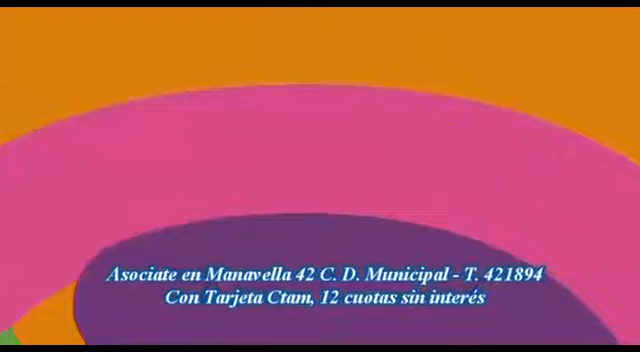 Asociate en Manavella 42 C. D. Municipal - T. 421894
Con Tarjeta Ctam, 12 cuotas sin interés